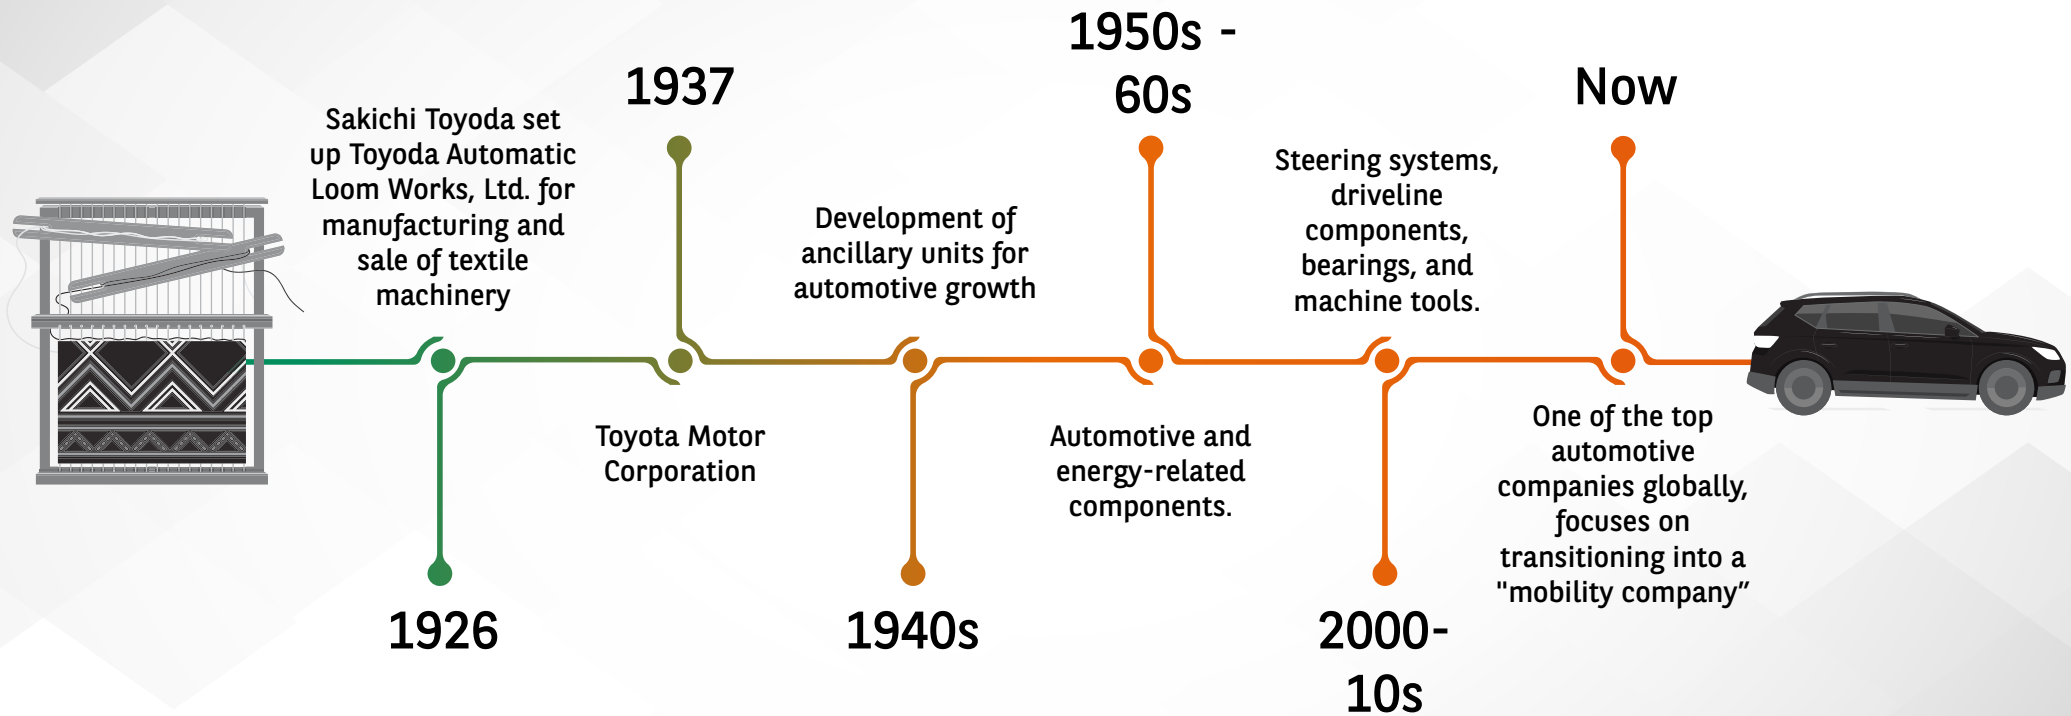 1926
Sakichi Toyoda set
up Toyoda Automatic
Loom Works, Ltd. for
manufacturing and
sale of textile
machinery
1937
Toyota Motor
Corporation
1940s
Development of
ancillary units for
automotive growth
1950s -
60s
Automotive and
energy-related
components.
2000-
10s
Steering systems,
driveline
components,
bearings, and
machine tools.
Now
One of the top
automotive
companies globally,
focuses on
transitioning into a
"mobility company”